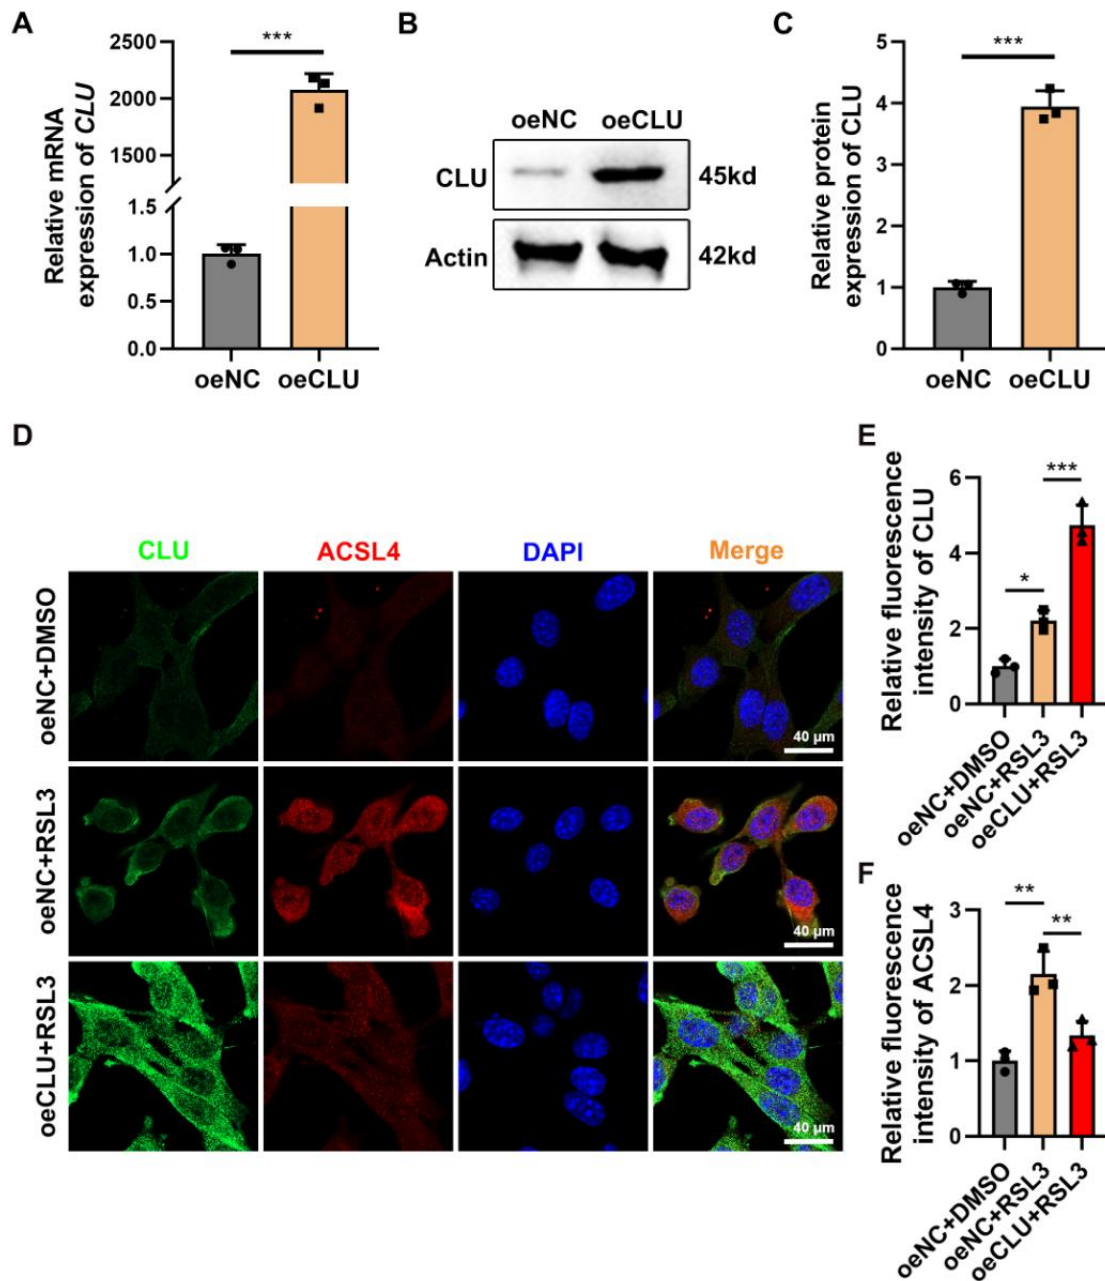 A
Relative mRNA
expression of CLU
2500
2000
1500
1.5
1.0
0.5
0.0
***
oeNC
oeCLU
B
oeNC
oeCLU
CLU
45kd
Actin
42kd
C
Relative protein
expression of CLU
5
4
3
2
1
0
***
oeNC
oeCLU
D
CLU
ACSL4
DAPI
Merge
oeNC+DMSO
40 μm
oeNC+RSL3
40 μm
oeCLU+RSL3
40 μm
E
Relative fluorescence
intensity of CLU
6
4
2
0
*
***
oeNC+DMSO
oeNC+RSL3
oeCLU+RSL3
F
Relative fluorescence
intensity of ACSL4
3
2
1
0
**
**
oeNC+DMSO
oeNC+RSL3
oeCLU+RSL3